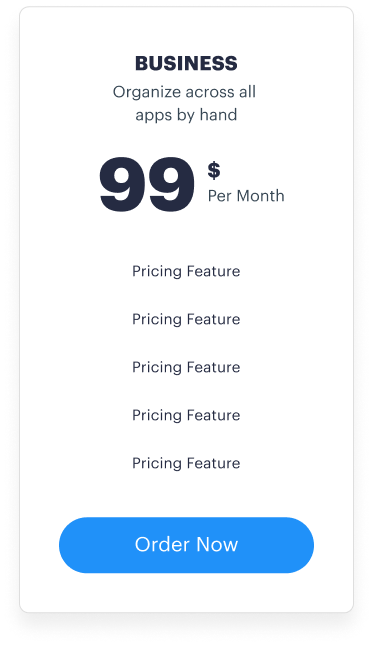 BUSINESS
Organize across all
apps by hand
99
$
Per Month
Pricing Feature
Pricing Feature
Pricing Feature
Pricing Feature
Pricing Feature
Order Now